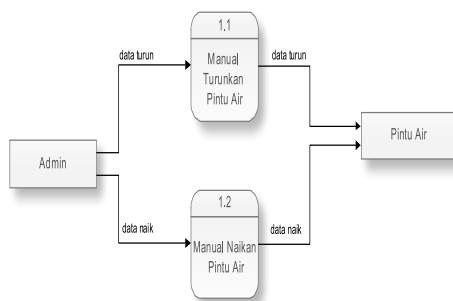 1.1
data turun
Manual
Turunkan
Pintu Air
data turun
Admin
Pintu Air
1.2
data naik
Manual Naikan
Pintu Air
data naik